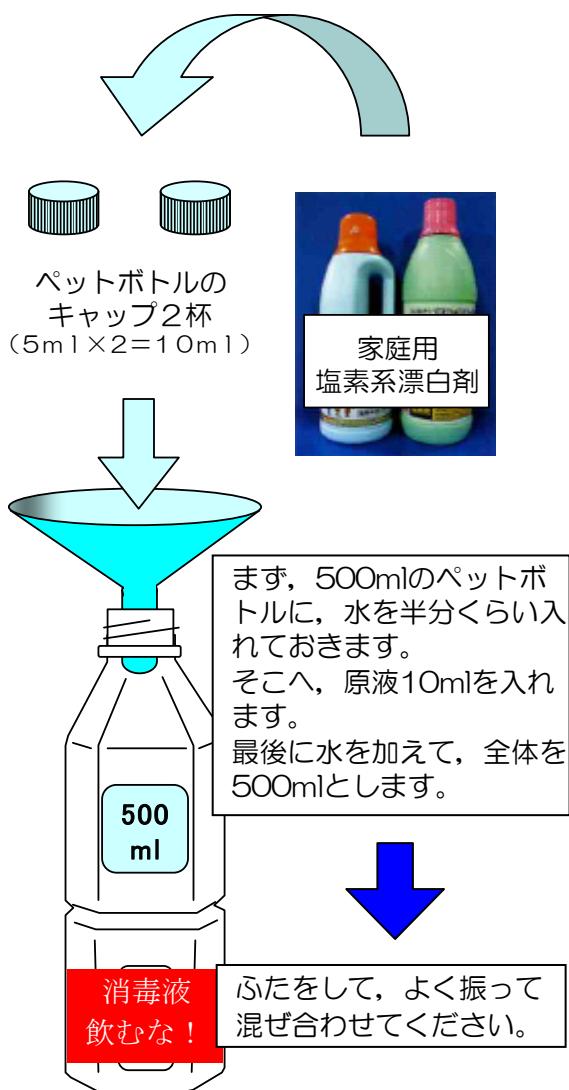 ペットボトルの
キャップ２杯
（５ｍｌ×２＝１０ｍｌ）
家庭用
塩素系漂白剤
まず，500mlのペットボ
トルに，水を半分くらい入
れておきます。
そこへ，原液10mlを入れ
ます。
最後に水を加えて，全体を
500mlとします。
500
ml
消毒液
飲むな！
ふたをして，よく振って
混ぜ合わせてください。